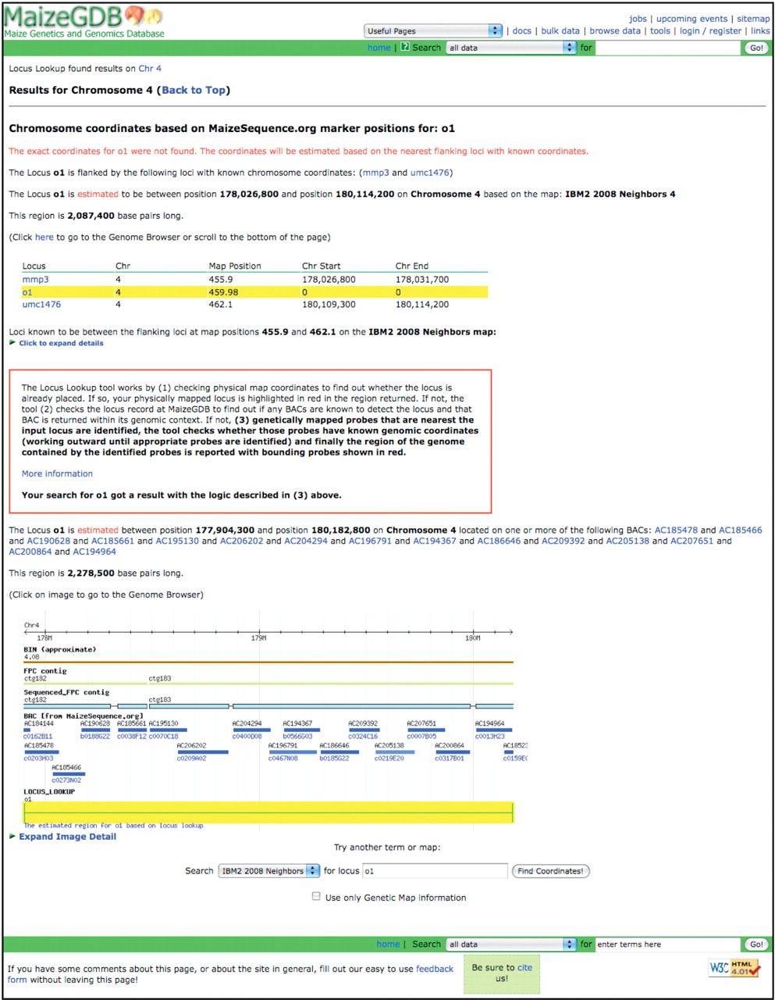 MaizeGDB
Maize Genetics and Genomics Database
jobs | upcoming events | sitemap
Useful Pages | docs | bulk data | browse data | tools | login / register | links
home | ? Search all data for Go!
Locus Lookup found results on Chr 4
Results for Chromosome 4 (Back to Top)
Chromosome coordinates based on MaizeSequence.org marker positions for: o1
The exact coordinates for o1 were not found. The coordinates will be estimated based on the nearest flanking loci with known coordinates.
The Locus o1 is flanked by the following loci with known chromosome coordinates: (mmp3 and umc1476)
The Locus o1 is estimated to be between position 178,026,800 and position 180,114,200 on Chromosome 4 based on the map: IBM2 2008 Neighbors 4
This region is 2,087,400 base pairs long.
(Click here to go to the Genome Browser or scroll to the bottom of the page)
Locus Chr Map Position Chr Start Chr End
mmp3 4 455.9 178,026,800 178,031,700
o1 4 459.98 0 0
umc1476 4 462.1 180,109,300 180,114,200
Loci known to be between the flanking loci at map positions 455.9 and 462.1 on the IBM2 2008 Neighbors map:
Click to expand details
The Locus Lookup tool works by (1) checking physical map coordinates to find out whether the locus is
already placed. If so, your physically mapped locus is highlighted in red in the region returned. If not, the
tool (2) checks the locus record at MaizeGDB to find out if any BACs are known to detect the locus and that
BAC is returned within its genomic context. If not, (3) genetically mapped probes that are nearest the
input locus are identified, the tool checks whether those probes have known genomic coordinates
(working outward until appropriate probes are identified) and finally the region of the genome
contained by the identified probes is reported with bounding probes shown in red.
More information
Your search for o1 got a result with the logic described in (3) above.
The Locus o1 is estimated between position 177,904,300 and position 180,182,800 on Chromosome 4 located on one or more of the following BACs: AC185478 and AC185466
and AC190628 and AC185661 and AC195130 and AC206202 and AC204294 and AC196791 and AC194367 and AC186646 and AC209392 and AC205138 and AC207651 and
AC200864 and AC194964
This region is 2,278,500 base pairs long.
(Click on image to go to the Genome Browser)
Chr4
178M 179M 180M
BIN (approximate)
4.08
FPC contig
ctg182 ctg183
Sequenced_FPC contig
ctg182 ctg183
BAC [from MaizeSequence.org]
AC184144 AC190628 AC185661 AC195130 AC204294 AC194367 AC209392 AC207651 AC194964
c0162B11 b0188G22 c0038F12 c0070C18 c0400D08 b0566G03 c0324C16 c0007B05 c0013H23
AC185478 AC206202 AC196791 AC186646 AC205138 AC200864 AC1852
c0203H03 c0209A02 c0467N08 b0185G22 c0219E20 c0317B01 c0159E
AC185466
c0273N02
LOCUS_LOOKUP
o1
The estimated region for o1 based on locus lookup
Expand Image Detail
Try another term or map:
Search IBM2 2008 Neighbors for locus o1 Find Coordinates!
Use only Genetic Map information
home | Search all data for enter terms here Go!
If you have some comments about this page, or about the site in general, fill out our easy to use feedback
form without leaving this page!
Be sure to cite
us!
W3C HTML
4.01